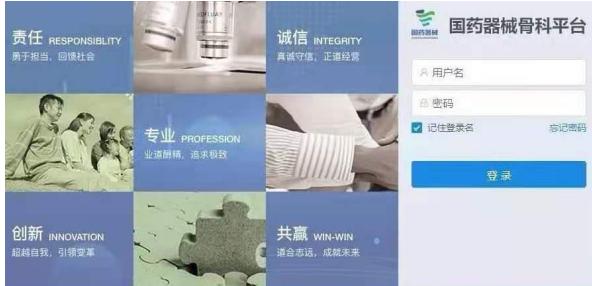 责任 RESPONSIBLITY
勇于担当，回馈社会
诚信 INTEGRITY
真诚守信，正道经营
专业 PROFESSION
业道酬精，追求极致
创新 INNOVATION
超越自我，引领变革
共赢 WIN-WIN
道合志远，成就未来
国药器械
国药器械骨科平台
用户名
密码
记住登录名
忘记密码
登录